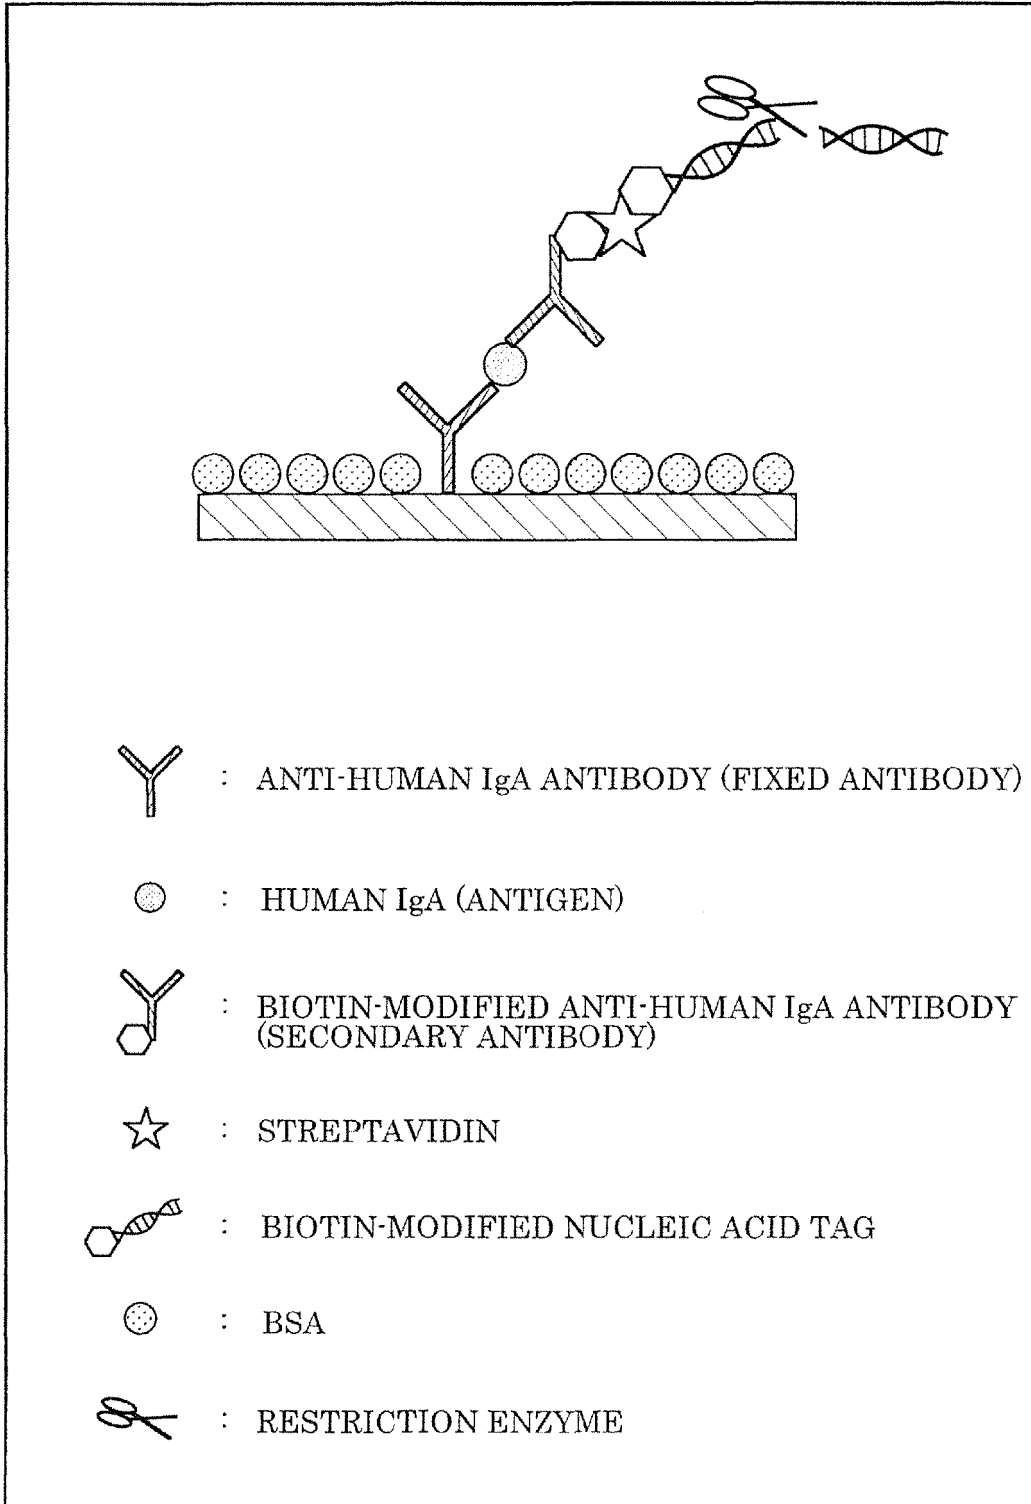 : ANTI-HUMAN IgA ANTIBODY (FIXED ANTIBODY)
: HUMAN IgA (ANTIGEN)
: BIOTIN-MODIFIED ANTI-HUMAN IgA ANTIBODY
(SECONDARY ANTIBODY)
: STREPTAVIDIN
: BIOTIN-MODIFIED NUCLEIC ACID TAG
: BSA
: RESTRICTION ENZYME